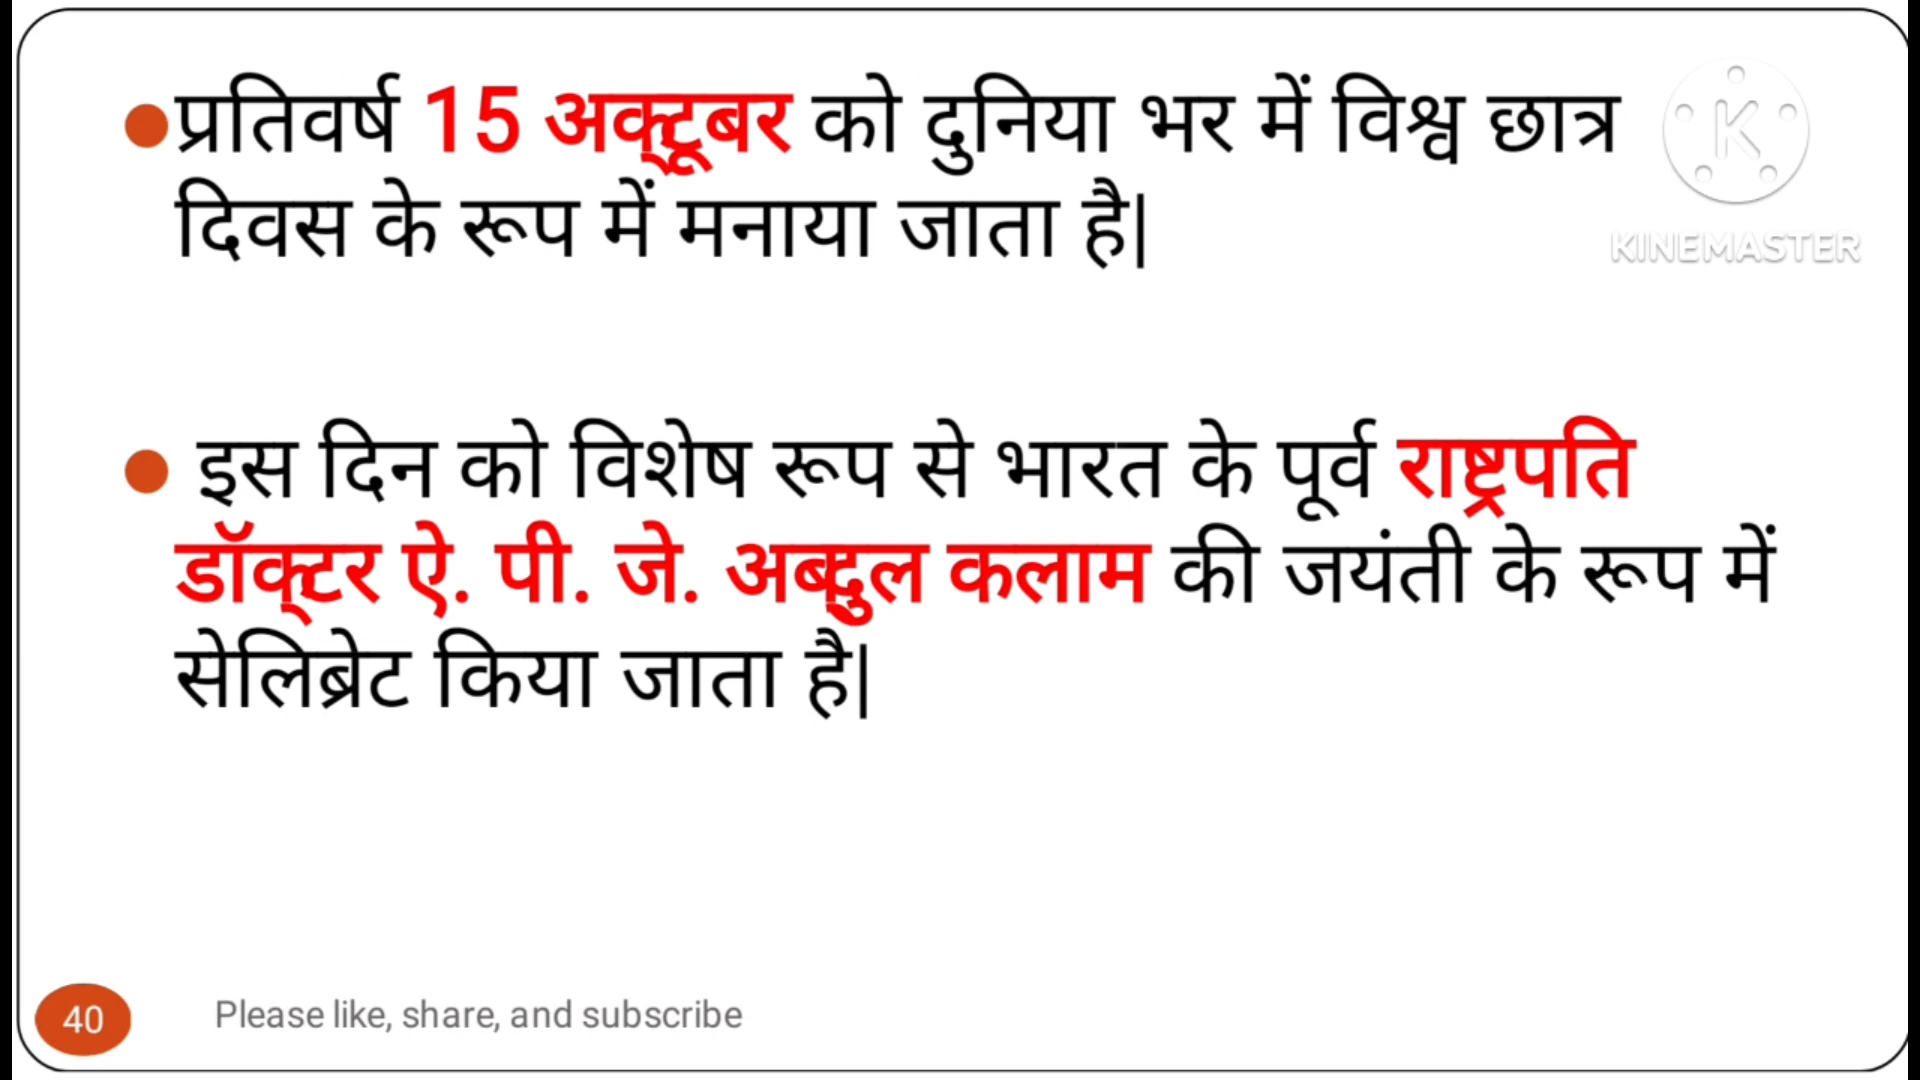 प्रतिवर्ष 15 अक्टूबर को दुनिया भर में विश्व छात्र
दिवस के रूप में मनाया जाता है|
K
KINEMASTER
इस दिन को विशेष रूप से भारत के पूर्व राष्ट्रपति
डॉक्टर ऐ. पी. जे. अब्दुल कलाम की जयंती के रूप में
सेलिब्रेट किया जाता है|
40
Please like, share, and subscribe